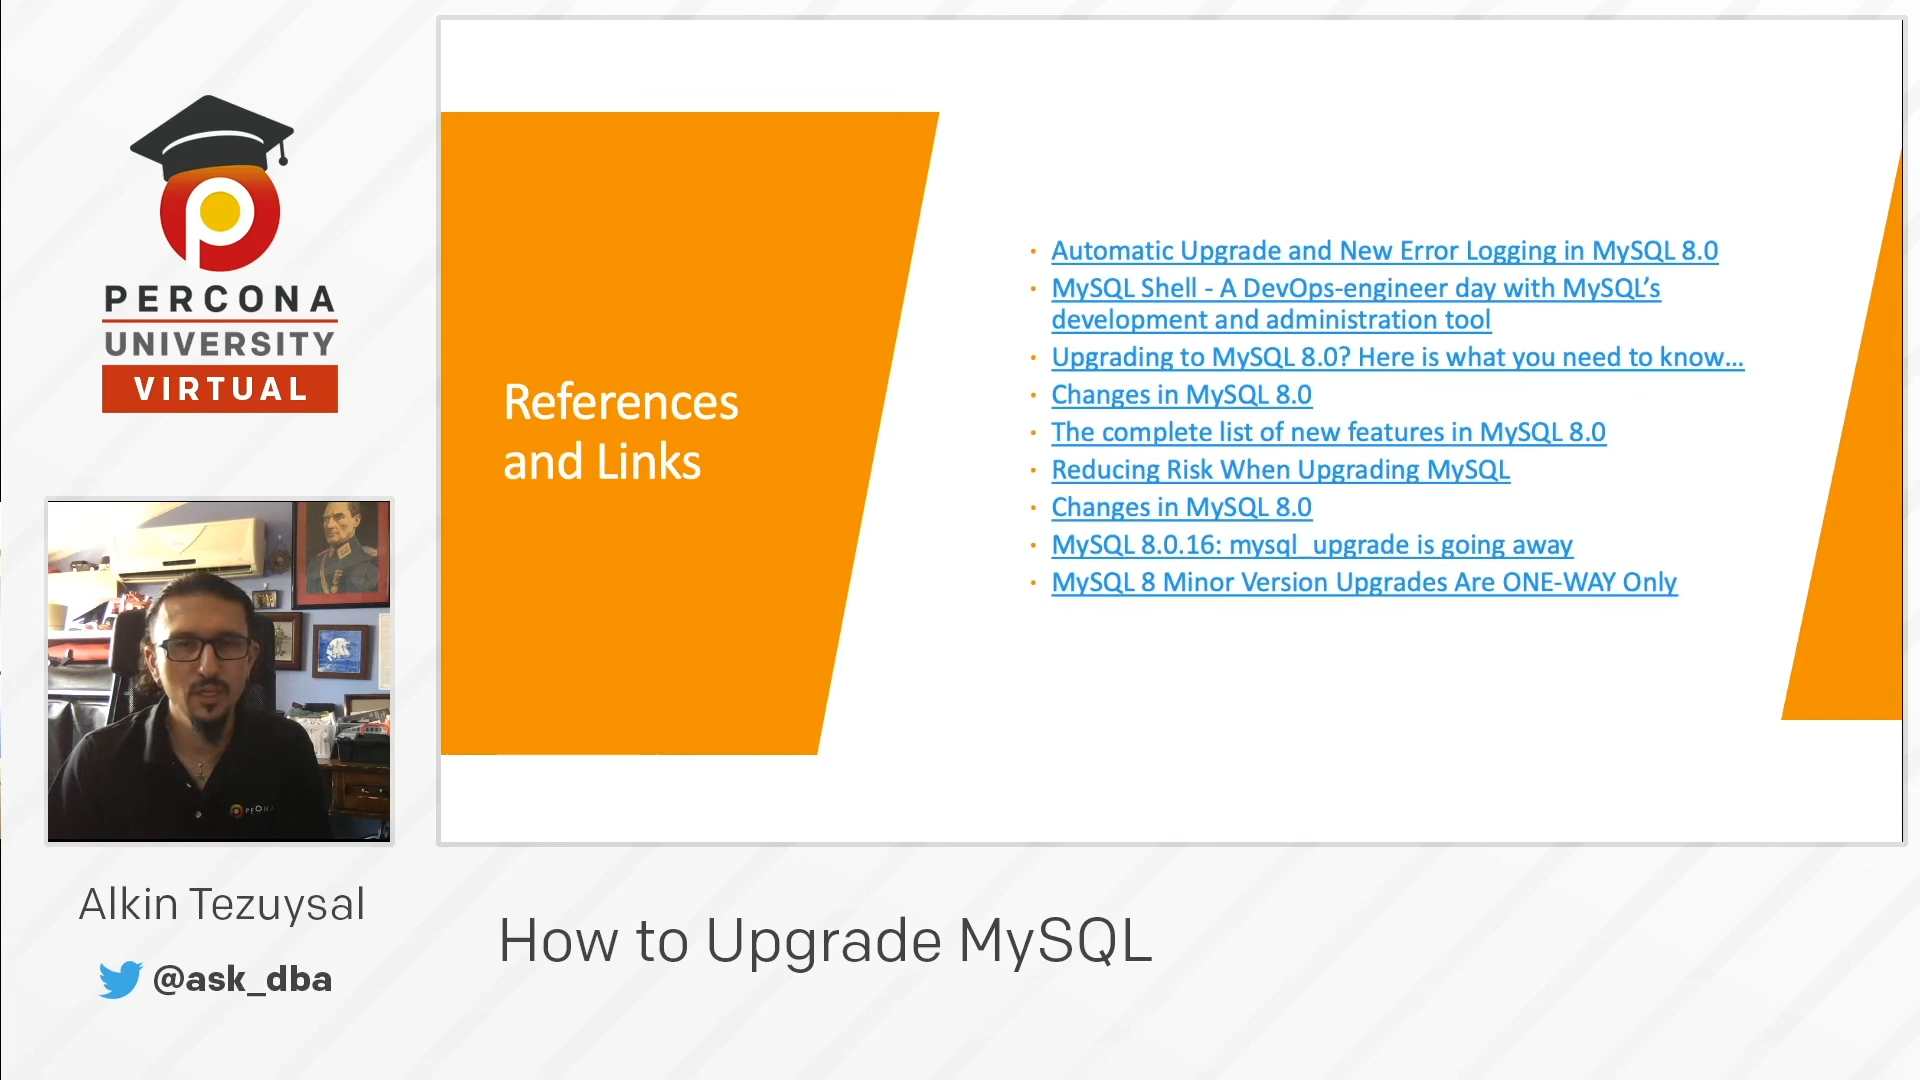 PERCONA
UNIVERSITY
VIRTUAL
References
and Links
• Automatic Upgrade and New Error Logging in MySQL 8.0
• MySQL Shell - A DevOps-engineer day with MySQL’s
development and administration tool
• Upgrading to MySQL 8.0? Here is what you need to know...
• Changes in MySQL 8.0
• The complete list of new features in MySQL 8.0
• Reducing Risk When Upgrading MySQL
• Changes in MySQL 8.0
• MySQL 8.0.16: mysql_upgrade is going away
• MySQL 8 Minor Version Upgrades Are ONE-WAY Only
Alkin Tezuysal
@ask_dba
How to Upgrade MySQL